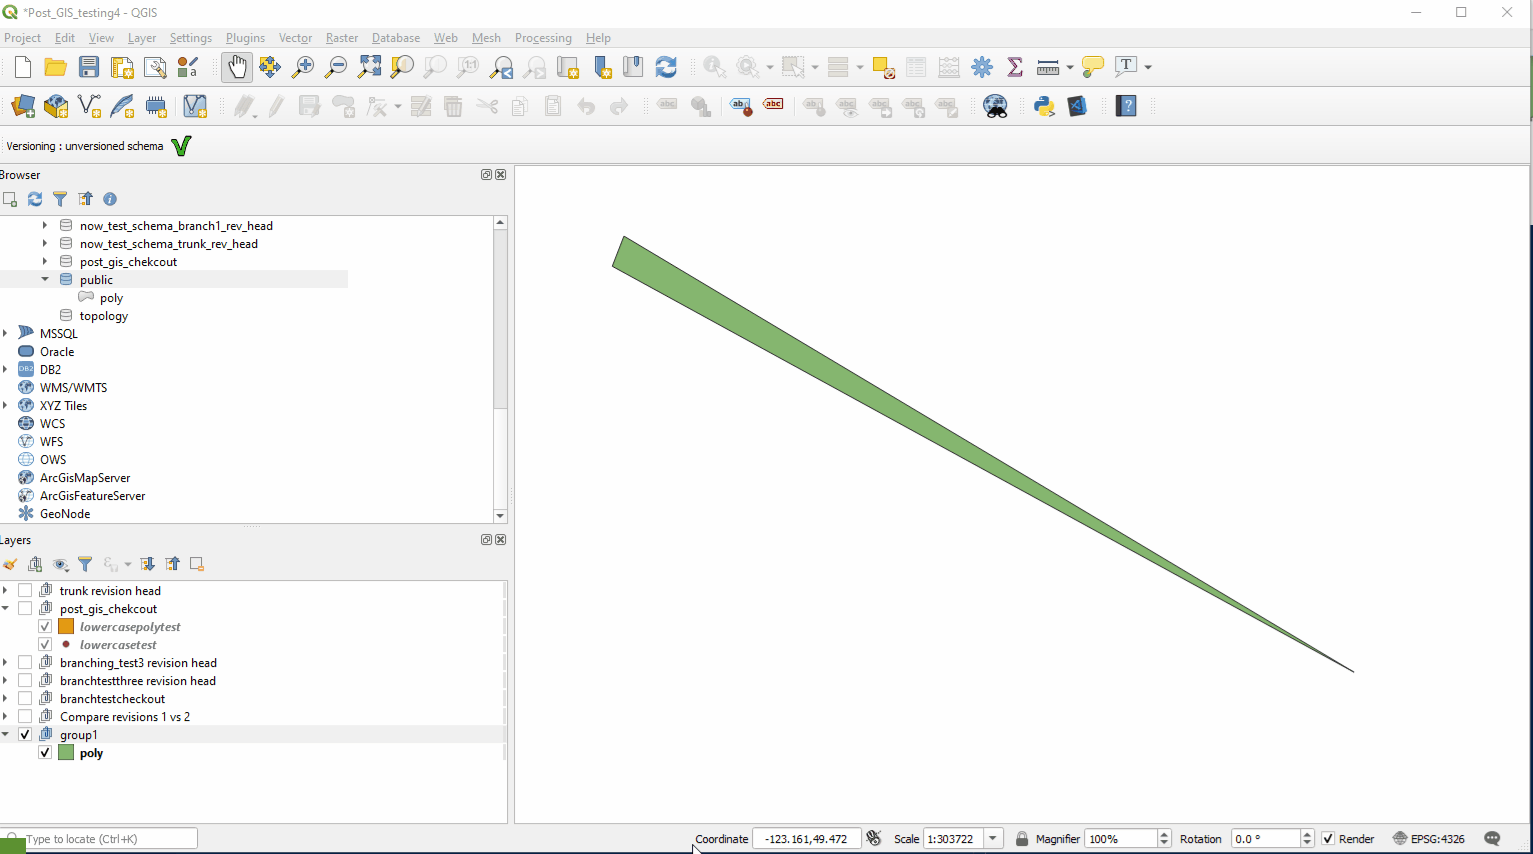 *Post_GIS_testing4 - QGIS
Project Edit View Layer Settings Plugins Vector Raster Database Web Mesh Processing Help
Versioning : unversioned schema
Browser
now_test_schema_branch1_rev_head
now_test_schema_trunk_rev_head
post_gis_chekcout
public
poly
topology
MSSQL
Oracle
DB2
WMS/WMTS
XYZ Tiles
WCS
WFS
OWS
ArcGisMapServer
ArcGisFeatureServer
GeoNode
Layers
trunk revision head
post_gis_chekcout
lowercasepolytest
lowercasetest
branching_test3 revision head
branchtestthree revision head
branchtestcheckout
Compare revisions 1 vs 2
group1
poly
Type to locate (Ctrl+K) Coordinate -123.161,49.472 Scale 1:303722 Magnifier 100% Rotation 0.0 ° Render EPSG:4326